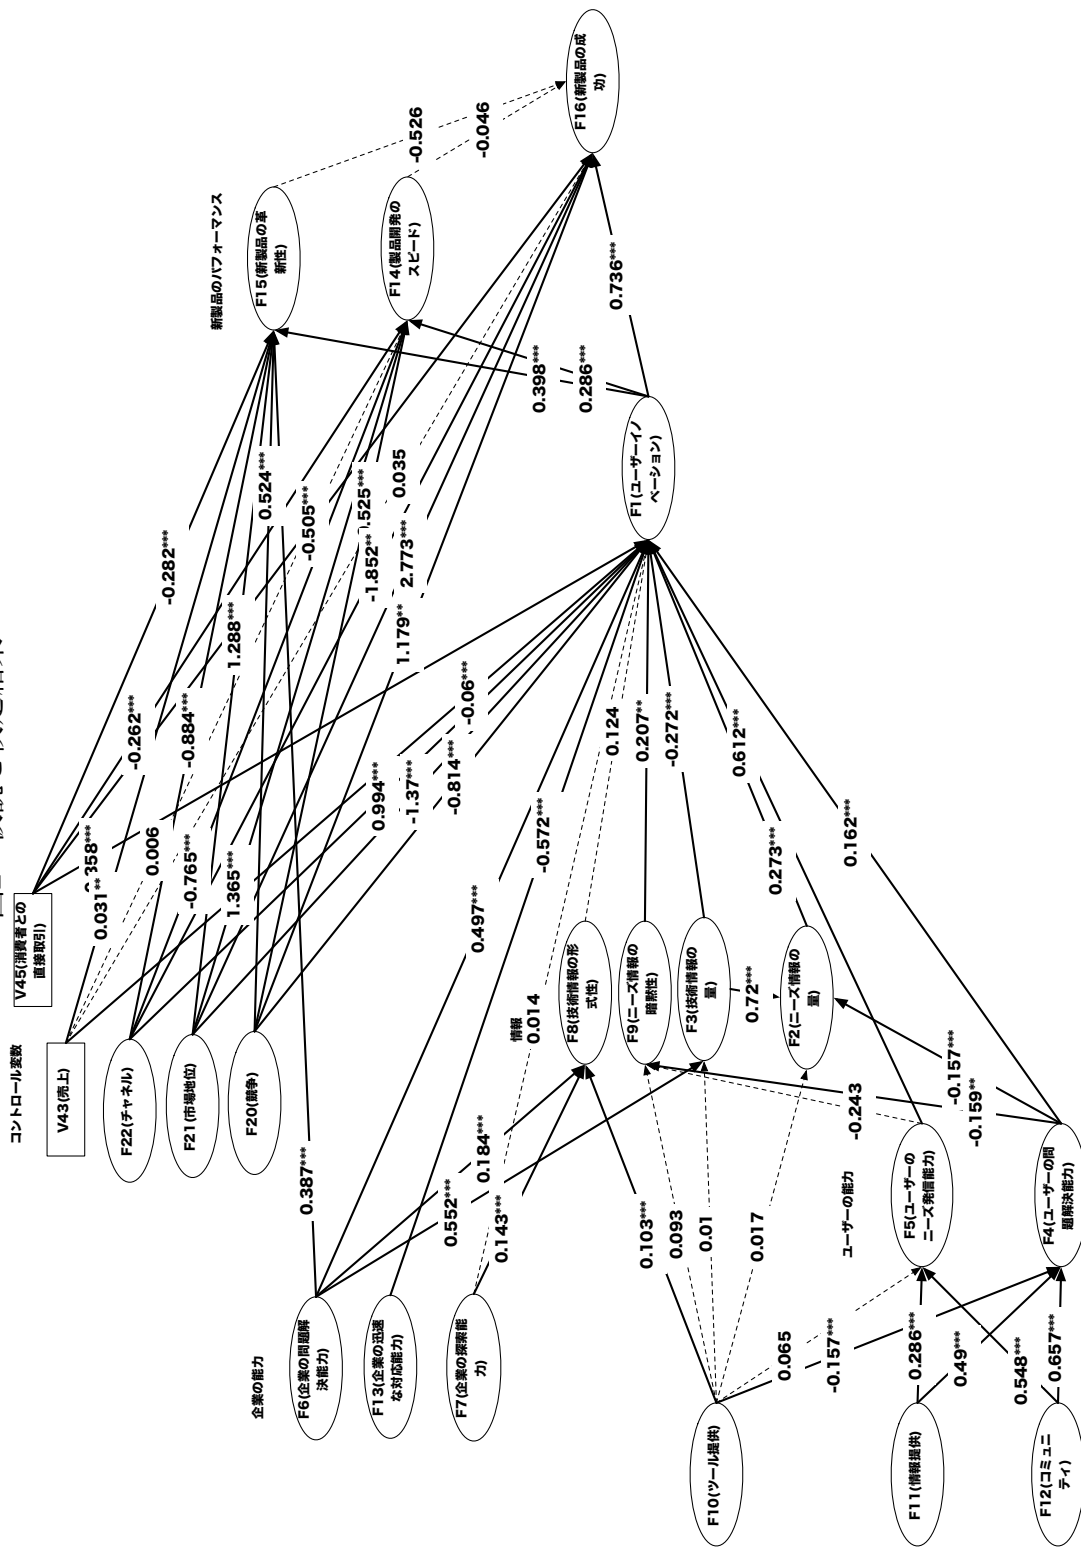 コントロール変数
V45(消費者との
直接取引)
V43(売上)
F22(チャネル)
F21(市場地位)
F20(競争)
企業の能力
F6(企業の問題解
決能力)
F13(企業の迅速
な対応能力)
F7(企業の探索能
力)
F10(ツール提供)
F11(情報提供)
F12(コミュニ
ティ)
ユーザーの能力
F5(ユーザーの
ニーズ発信能力)
F4(ユーザーの問
題解決能力)
情報
F8(技術情報の形
式性)
F9(ニーズ情報の
暗黙性)
F3(技術情報の
量)
F2(ニーズ情報の
量)
F1(ユーザーイノ
ベーション)
新製品のパフォーマンス
F15(新製品の革
新性)
F14(製品開発の
スピード)
F16(新製品の成
功)
-0.526
-0.046
0.736***
0.398***
0.286***
-0.282***
0.524***
-0.505***
.525***
0.035
-1.852**
2.773***
1.288***
1.179**
-0.262***
-0.884***
-0.06***
0.994***
-1.37***
-0.814***
0.031**
0.006
-0.765***
1.365***
0.387***
0.497***
-0.572***
0.014
0.124
0.207**
-0.272***
0.612***
0.273***
0.162***
0.72***
0.552***
0.184***
0.143***
0.103***
0.093
0.01
0.017
-0.243
-0.157***
-0.159**
0.065
-0.157***
0.286***
0.49***
0.548***
0.657***